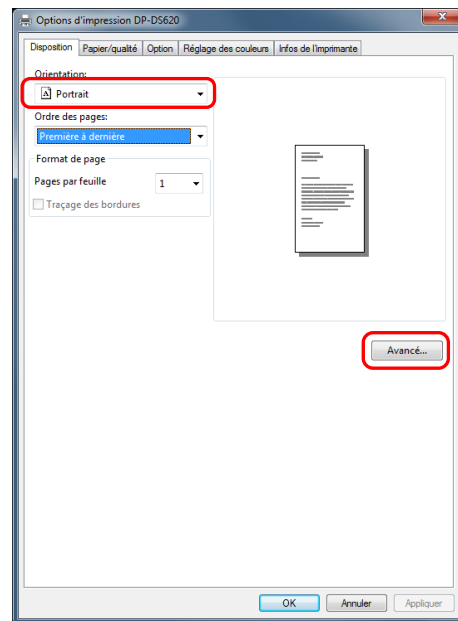 Options d'impression DP-DS620
Disposition Papier/qualité Option Réglage des couleurs Infos de l'imprimante
Orientation:
A Portrait
Ordre des pages:
Première à dernière
Format de page
Pages par feuille 1
Traçage des bordures
Avancé...
OK Annuler Appliquer